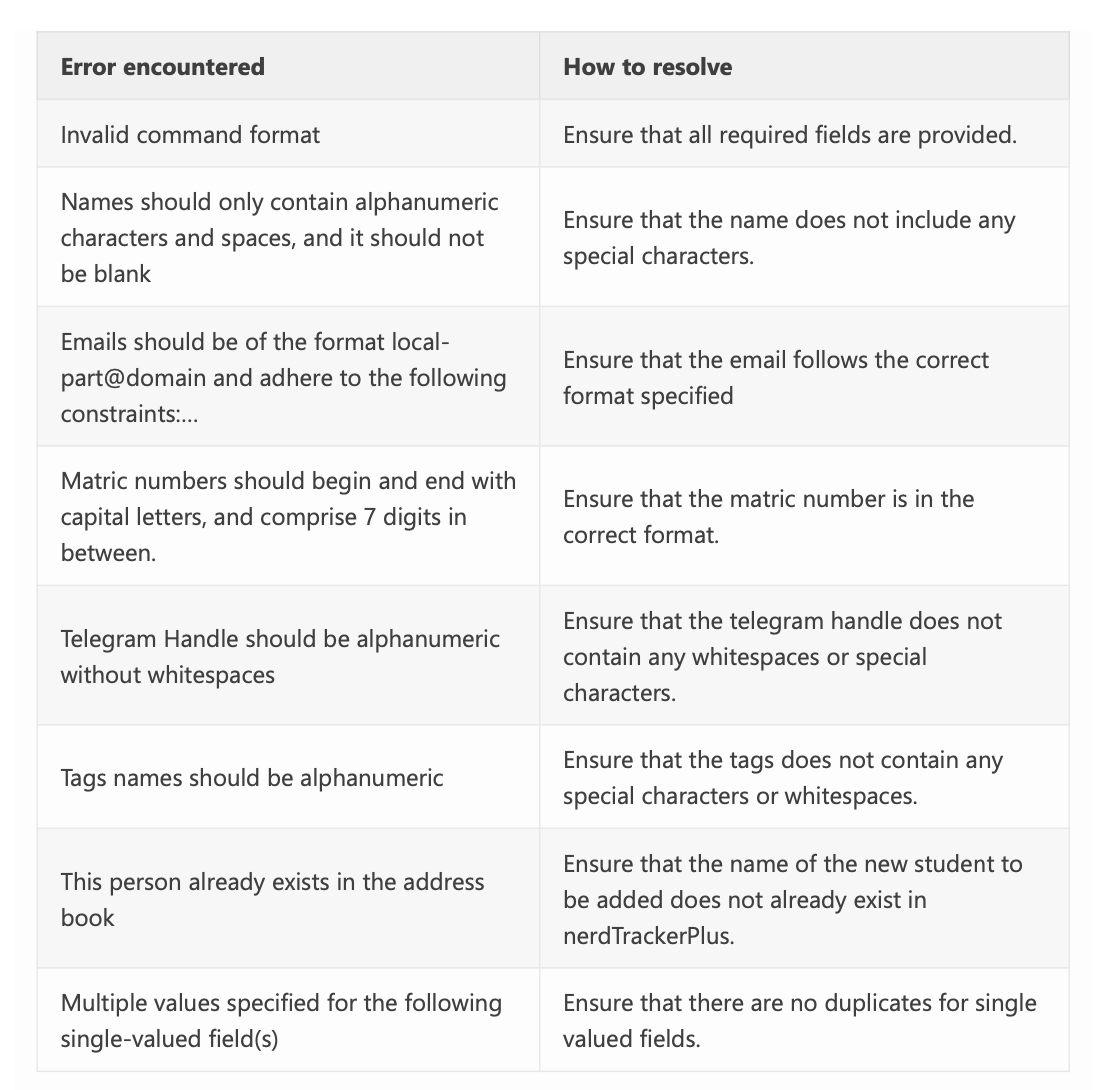 Error encountered
How to resolve
Invalid command format
Ensure that all required fields are provided.
Names should only contain alphanumeric
characters and spaces, and it should not
be blank
Ensure that the name does not include any
special characters.
Emails should be of the format local-
part@domain and adhere to the following
constraints:...
Ensure that the email follows the correct
format specified
Matric numbers should begin and end with
capital letters, and comprise 7 digits in
between.
Ensure that the matric number is in the
correct format.
Telegram Handle should be alphanumeric
without whitespaces
Ensure that the telegram handle does not
contain any whitespaces or special
characters.
Tags names should be alphanumeric
Ensure that the tags does not contain any
special characters or whitespaces.
This person already exists in the address
book
Ensure that the name of the new student to
be added does not already exist in
nerdTrackerPlus.
Multiple values specified for the following
single-valued field(s)
Ensure that there are no duplicates for single
valued fields.